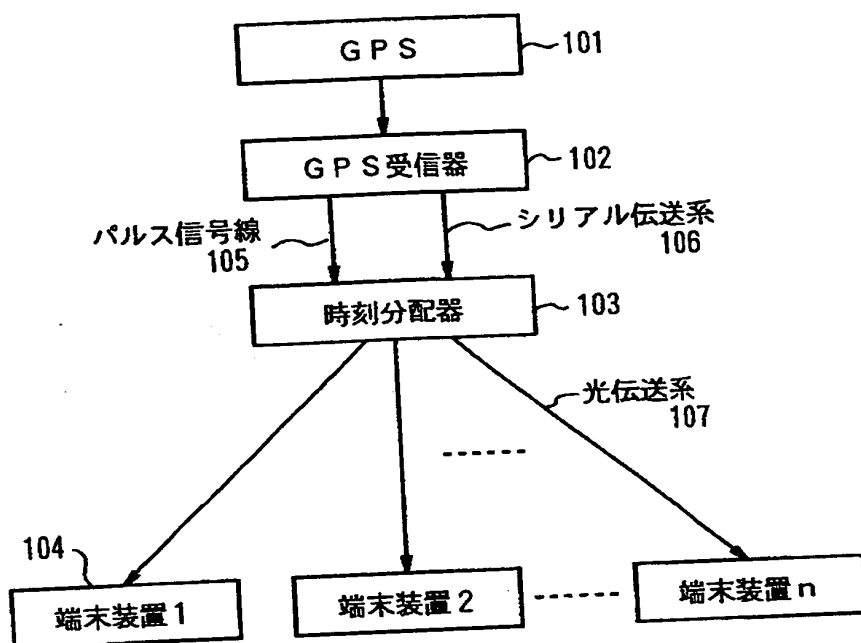 GPS
101
GPS受信器
102
パルス信号線
105
シリアル伝送系
106
時刻分配器
103
光伝送系
107
104
端末装置1
端末装置2
端末装置n